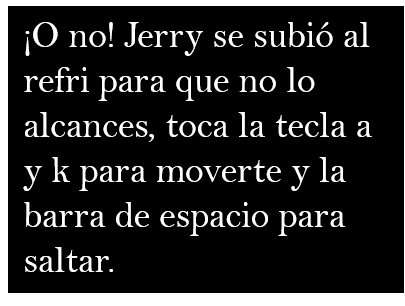 ¡O no! Jerry se subió al
refri para que no lo
alcances, toca la tecla a
y k para moverte y la
barra de espacio para
saltar.